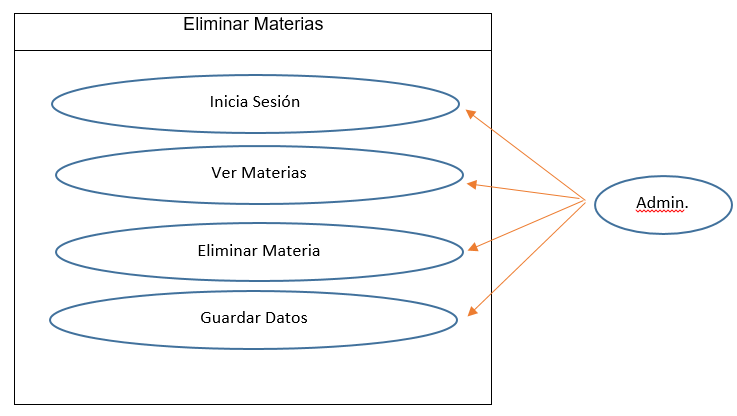 Eliminar Materias
Inicia Sesión
Ver Materias
Admin.
Eliminar Materia
Guardar Datos